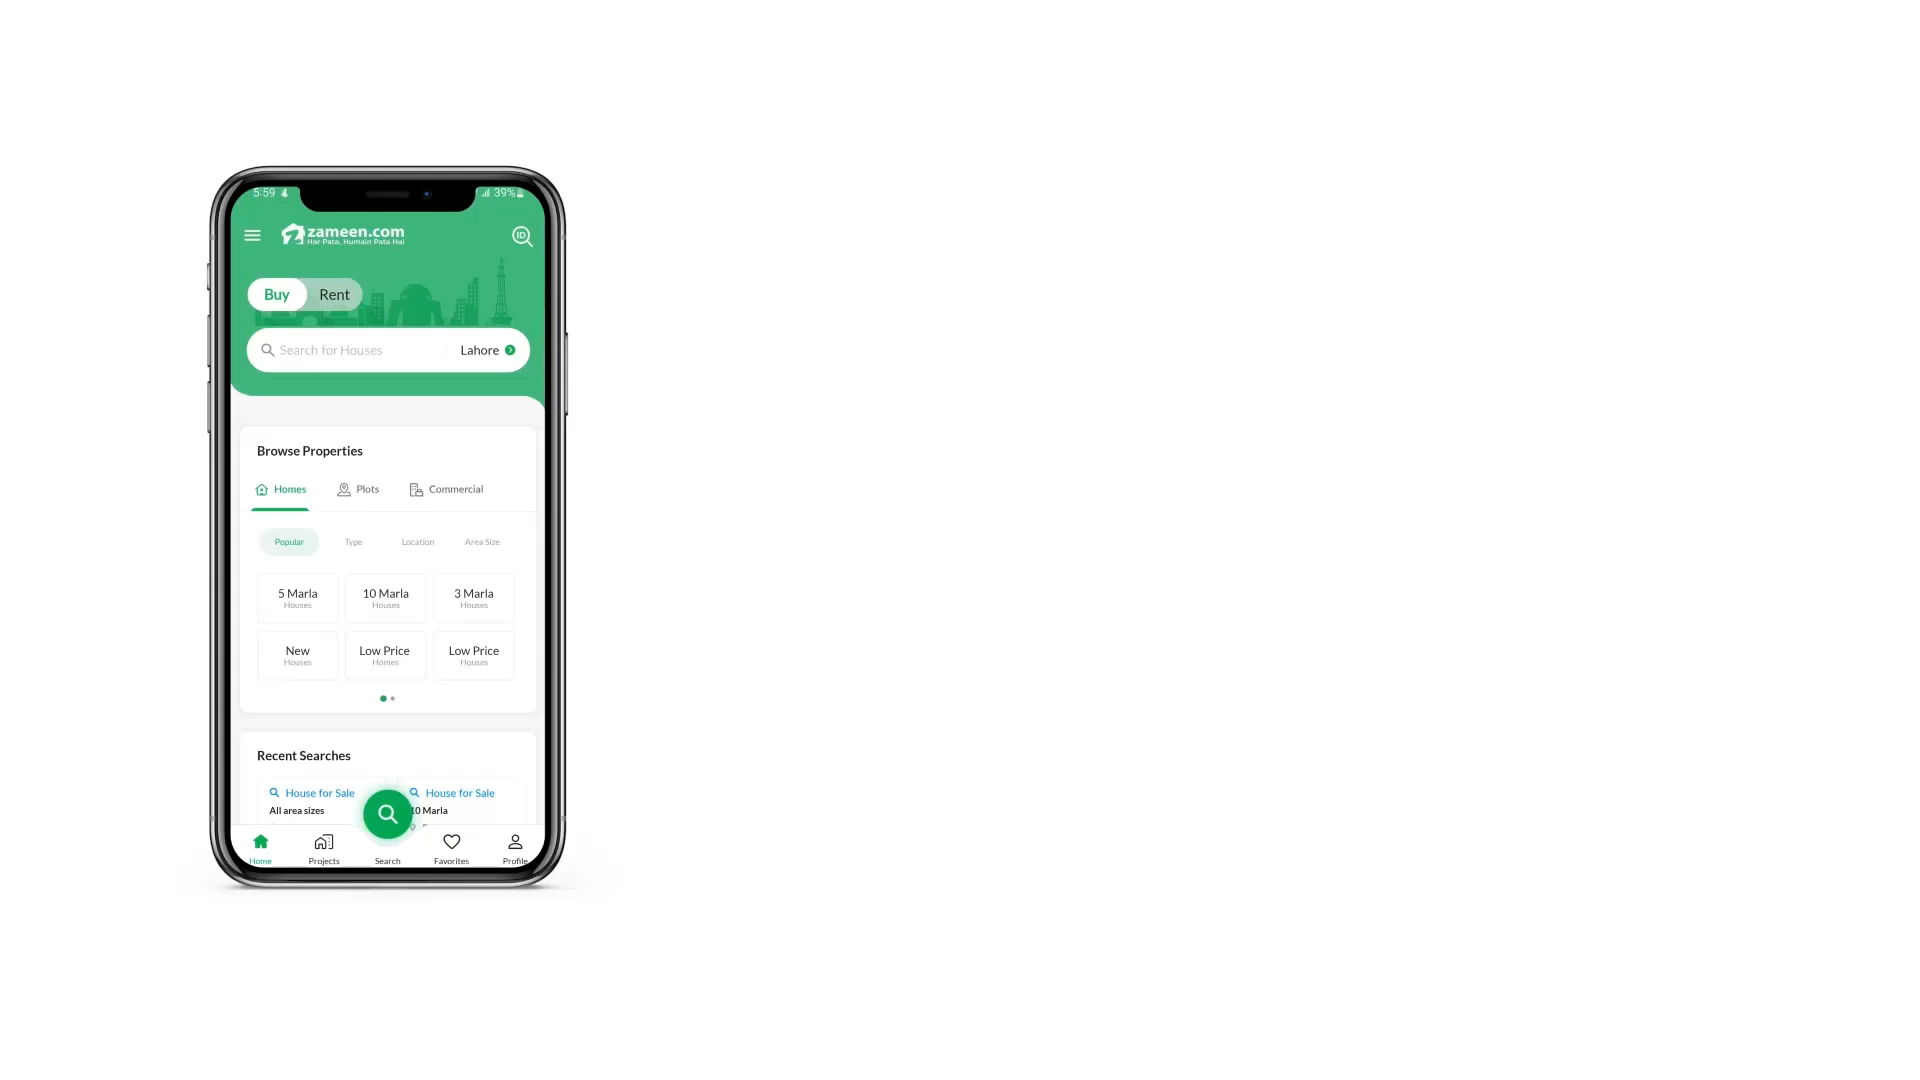 5:59
39%
zameen.com
Har Pata, Humain Pata Hai
ID
Buy Rent
Search for Houses Lahore
Browse Properties
Homes Plots Commercial
Popular Type Location Area Size
5 Marla 10 Marla 3 Marla
Houses Houses Houses
New Low Price Low Price
Houses Homes Houses
Recent Searches
House for Sale House for Sale
All area sizes 10 Marla
Home Projects Search Favorites Profile